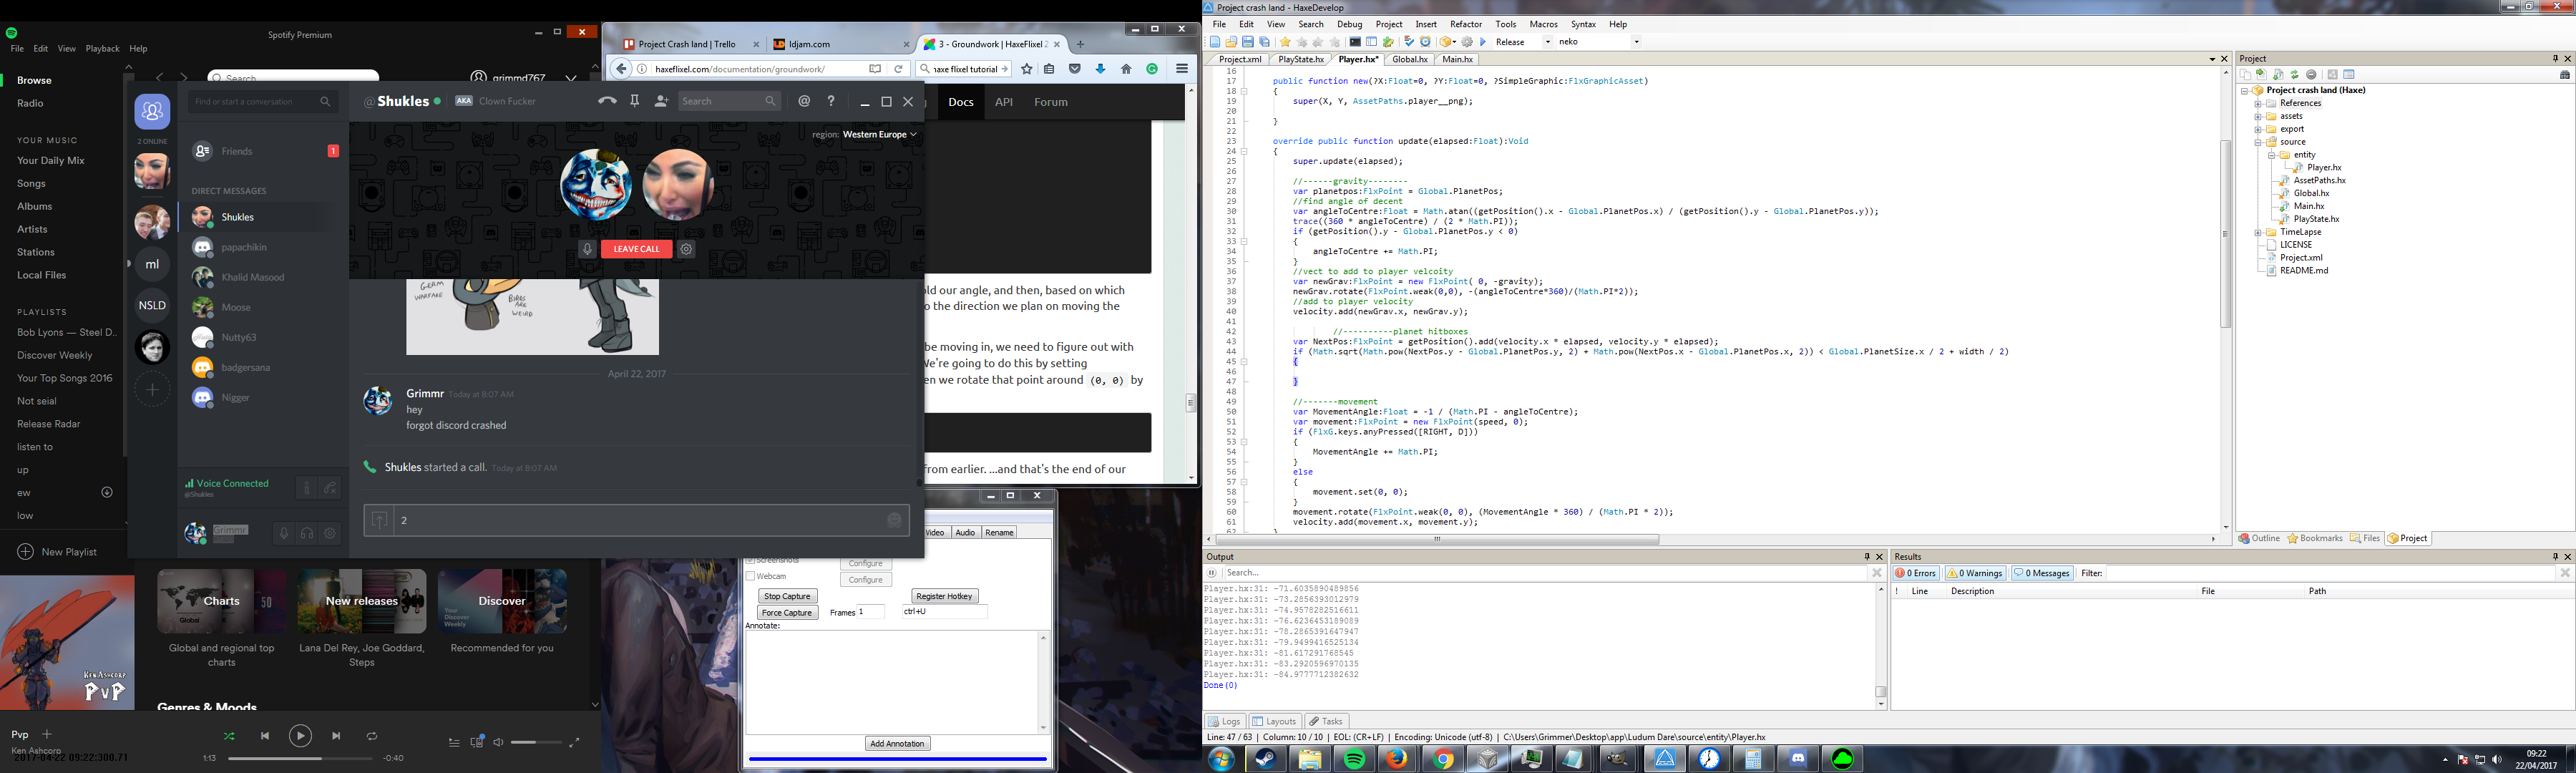 Spotify Premium
File Edit View Playback Help
Search
grimmd767
Browse
Radio
YOUR MUSIC
Your Daily Mix
Songs
Albums
Artists
Stations
Local Files
PLAYLISTS
Bob Lyons — Steel D..
Discover Weekly
Your Top Songs 2016
Not seial
Release Radar
listen to
up
ew
low
New Playlist
KEN ASHCORP
PVP
Charts
New releases
Discover
Global and regional top charts
Lana Del Rey, Joe Goddard, Steps
Recommended for you
Genres & Moods
Pvp
Ken Ashcorp
2017-04-22 09:22:300.71
1:13
-0:40
2 ONLINE
ml
NSLD
Find or start a conversation
Friends
1
DIRECT MESSAGES
Shukles
papachikin
Khalid Masood
Moose
Nutty63
badgersana
Nigger
Voice Connected
@Shukles
Grimmr
@Shukles
AKA Clown Fucker
Search
region: Western Europe
LEAVE CALL
GERM WARFARE
BIRDS ARE WEIRD
April 22, 2017
Grimmr Today at 8:07 AM
hey
forgot discord crashed
Shukles started a call. Today at 8:07 AM
2
Project Crash land | Trello
ldjam.com
3 - Groundwork | HaxeFlixel 2
haxeflixel.com/documentation/groundwork/
haxe flixel tutorial
Docs API Forum
old our angle, and then, based on which
o the direction we plan on moving the
be moving in, we need to figure out with
We're going to do this by setting
en we rotate that point around (0, 0) by
from earlier. ...and that's the end of our
Video Audio Rename
Screenshots Configure
Webcam Configure
Stop Capture Register Hotkey
Force Capture Frames 1 ctrl+U
Annotate:
Add Annotation
Project crash land - HaxeDevelop
File Edit View Search Debug Project Insert Refactor Tools Macros Syntax Help
Release neko
Project.xml PlayState.hx Player.hx* Global.hx Main.hx
16
17 public function new(?X:Float=0, ?Y:Float=0, ?SimpleGraphic:FlxGraphicAsset)
18 {
19 super(X, Y, AssetPaths.player__png);
20
21 }
22
23 override public function update(elapsed:Float):Void
24 {
25 super.update(elapsed);
26
27 //------gravity--------
28 var planetpos:FlxPoint = Global.PlanetPos;
29 //find angle of decent
30 var angleToCentre:Float = Math.atan((getPosition().x - Global.PlanetPos.x) / (getPosition().y - Global.PlanetPos.y));
31 trace((360 * angleToCentre) / (2 * Math.PI));
32 if (getPosition().y - Global.PlanetPos.y < 0)
33 {
34 angleToCentre += Math.PI;
35 }
36 //vect to add to player velcoity
37 var newGrav:FlxPoint = new FlxPoint( 0, -gravity);
38 newGrav.rotate(FlxPoint.weak(0,0), -(angleToCentre*360)/(Math.PI*2));
39 //add to player velocity
40 velocity.add(newGrav.x, newGrav.y);
41
42 //----------planet hitboxes
43 var NextPos:FlxPoint = getPosition().add(velocity.x * elapsed, velocity.y * elapsed);
44 if (Math.sqrt(Math.pow(NextPos.y - Global.PlanetPos.y, 2) + Math.pow(NextPos.x - Global.PlanetPos.x, 2)) < Global.PlanetSize.x / 2 + width / 2)
45 {
46
47 }
48
49 //-------movement
50 var MovementAngle:Float = -1 / (Math.PI - angleToCentre);
51 var movement:FlxPoint = new FlxPoint(speed, 0);
52 if (FlxG.keys.anyPressed([RIGHT, D]))
53 {
54 MovementAngle += Math.PI;
55 }
56 else
57 {
58 movement.set(0, 0);
59 }
60 movement.rotate(FlxPoint.weak(0, 0), (MovementAngle * 360) / (Math.PI * 2));
61 velocity.add(movement.x, movement.y);
62 }
Project
Project crash land (Haxe)
References
assets
export
source
entity
Player.hx
AssetPaths.hx
Global.hx
Main.hx
PlayState.hx
TimeLapse
LICENSE
Project.xml
README.md
Outline Bookmarks Files Project
Output
Search...
Player.hx:31: -71.6035890489856
Player.hx:31: -73.2856393012979
Player.hx:31: -74.9578282516611
Player.hx:31: -76.6236453189089
Player.hx:31: -78.2865391647947
Player.hx:31: -79.9499416525134
Player.hx:31: -81.617291768545
Player.hx:31: -83.2920596970135
Player.hx:31: -84.9777712382632
Done(0)
Logs Layouts Tasks
Results
0 Errors 0 Warnings 0 Messages Filter:
! Line Description File Path
Line: 47 / 63 | Column: 10 / 10 | EOL: (CR+LF) | Encoding: Unicode (utf-8) | C:\Users\Grimmer\Desktop\app\Ludum Dare\source\entity\Player.hx
09:22
22/04/2017